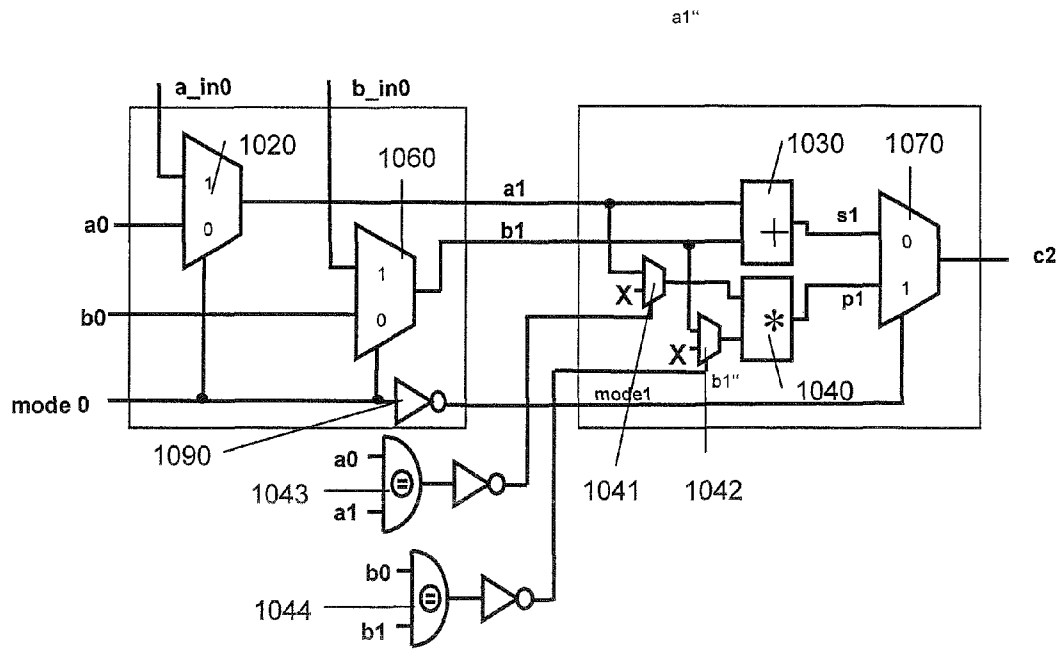 a1“
a_in0
b_in0
1020
1060
1030
1070
1
0
a0
a1
b1
+
s1
0
1
c2
1
0
b0
X
*
p1
X
b1“
1040
mode 0
mode1
1090
a0
=
a1
1043
1041
1042
b0
=
b1
1044